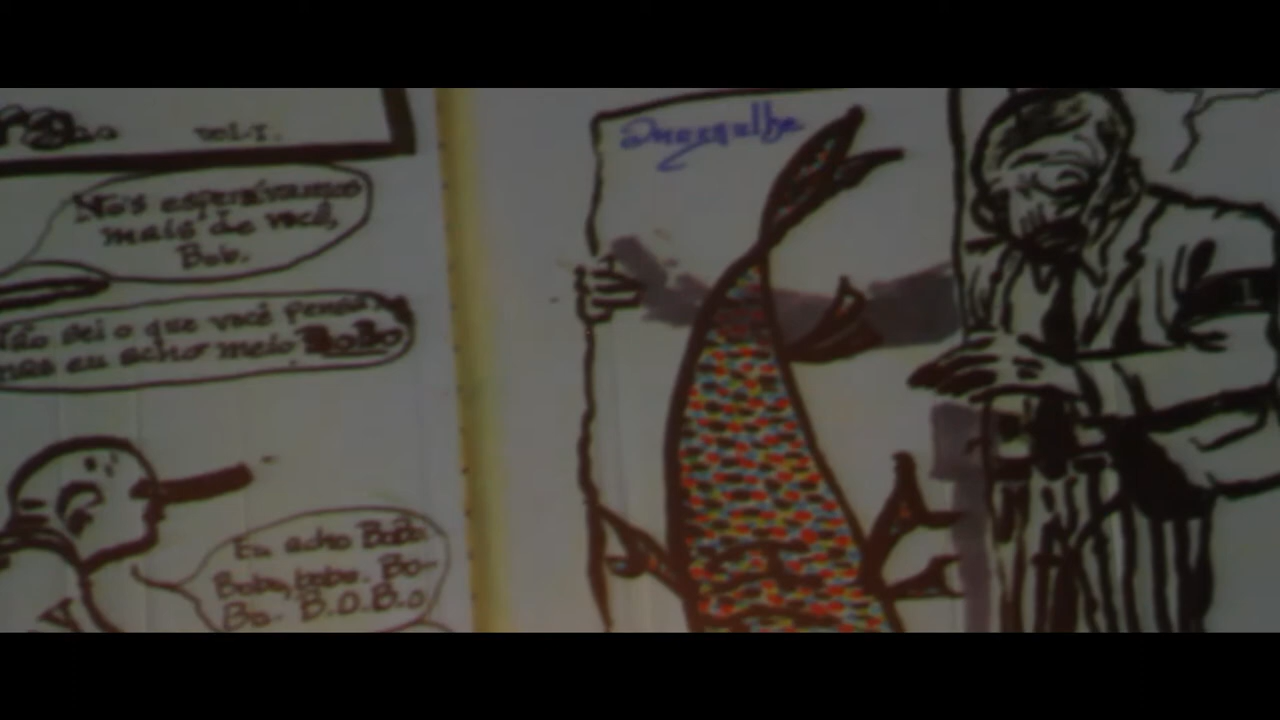 vol. I.
Nós esperávamos
mais de você,
Bob.
Não sei o que você pensa
mas eu acho meio BoBo
Eu acho BoBo.
Bobo, bobo. Bo-
Bo. B.O.B.o